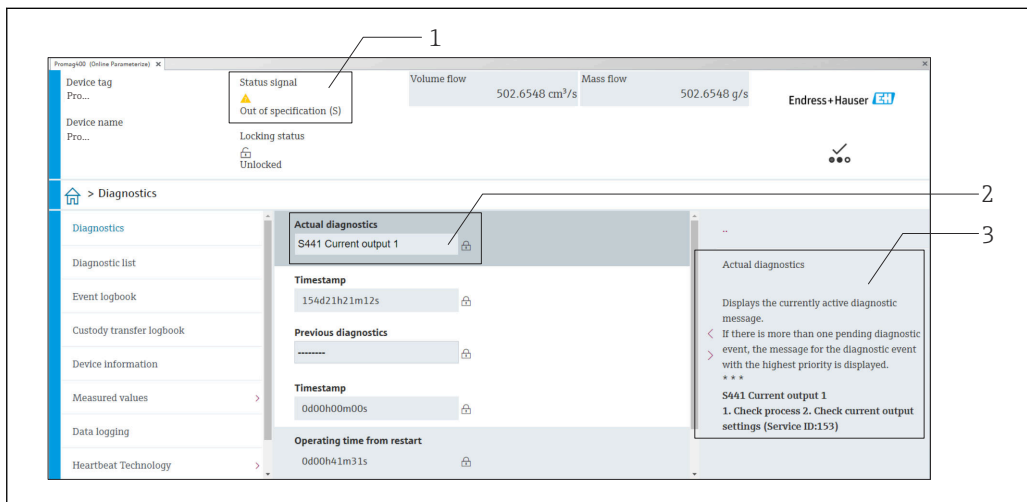 1
Promag400 (Online Parameterize) X
Device tag
Pro...
Status signal
Out of specification (S)
Volume flow
502.6548 cm³/s
Mass flow
502.6548 g/s
Endress+Hauser EH
Device name
Pro...
Locking status
Unlocked
> Diagnostics
2
3
Diagnostics
Diagnostic list
Event logbook
Custody transfer logbook
Device information
Measured values >
Data logging
Heartbeat Technology >
Actual diagnostics
S441 Current output 1
Timestamp
154d21h21m12s
Previous diagnostics
--------
Timestamp
0d00h00m00s
Operating time from restart
0d00h41m31s
..
Actual diagnostics
Displays the currently active diagnostic
message.
If there is more than one pending diagnostic
event, the message for the diagnostic event
with the highest priority is displayed.
* * *
S441 Current output 1
1. Check process 2. Check current output
settings (Service ID:153)